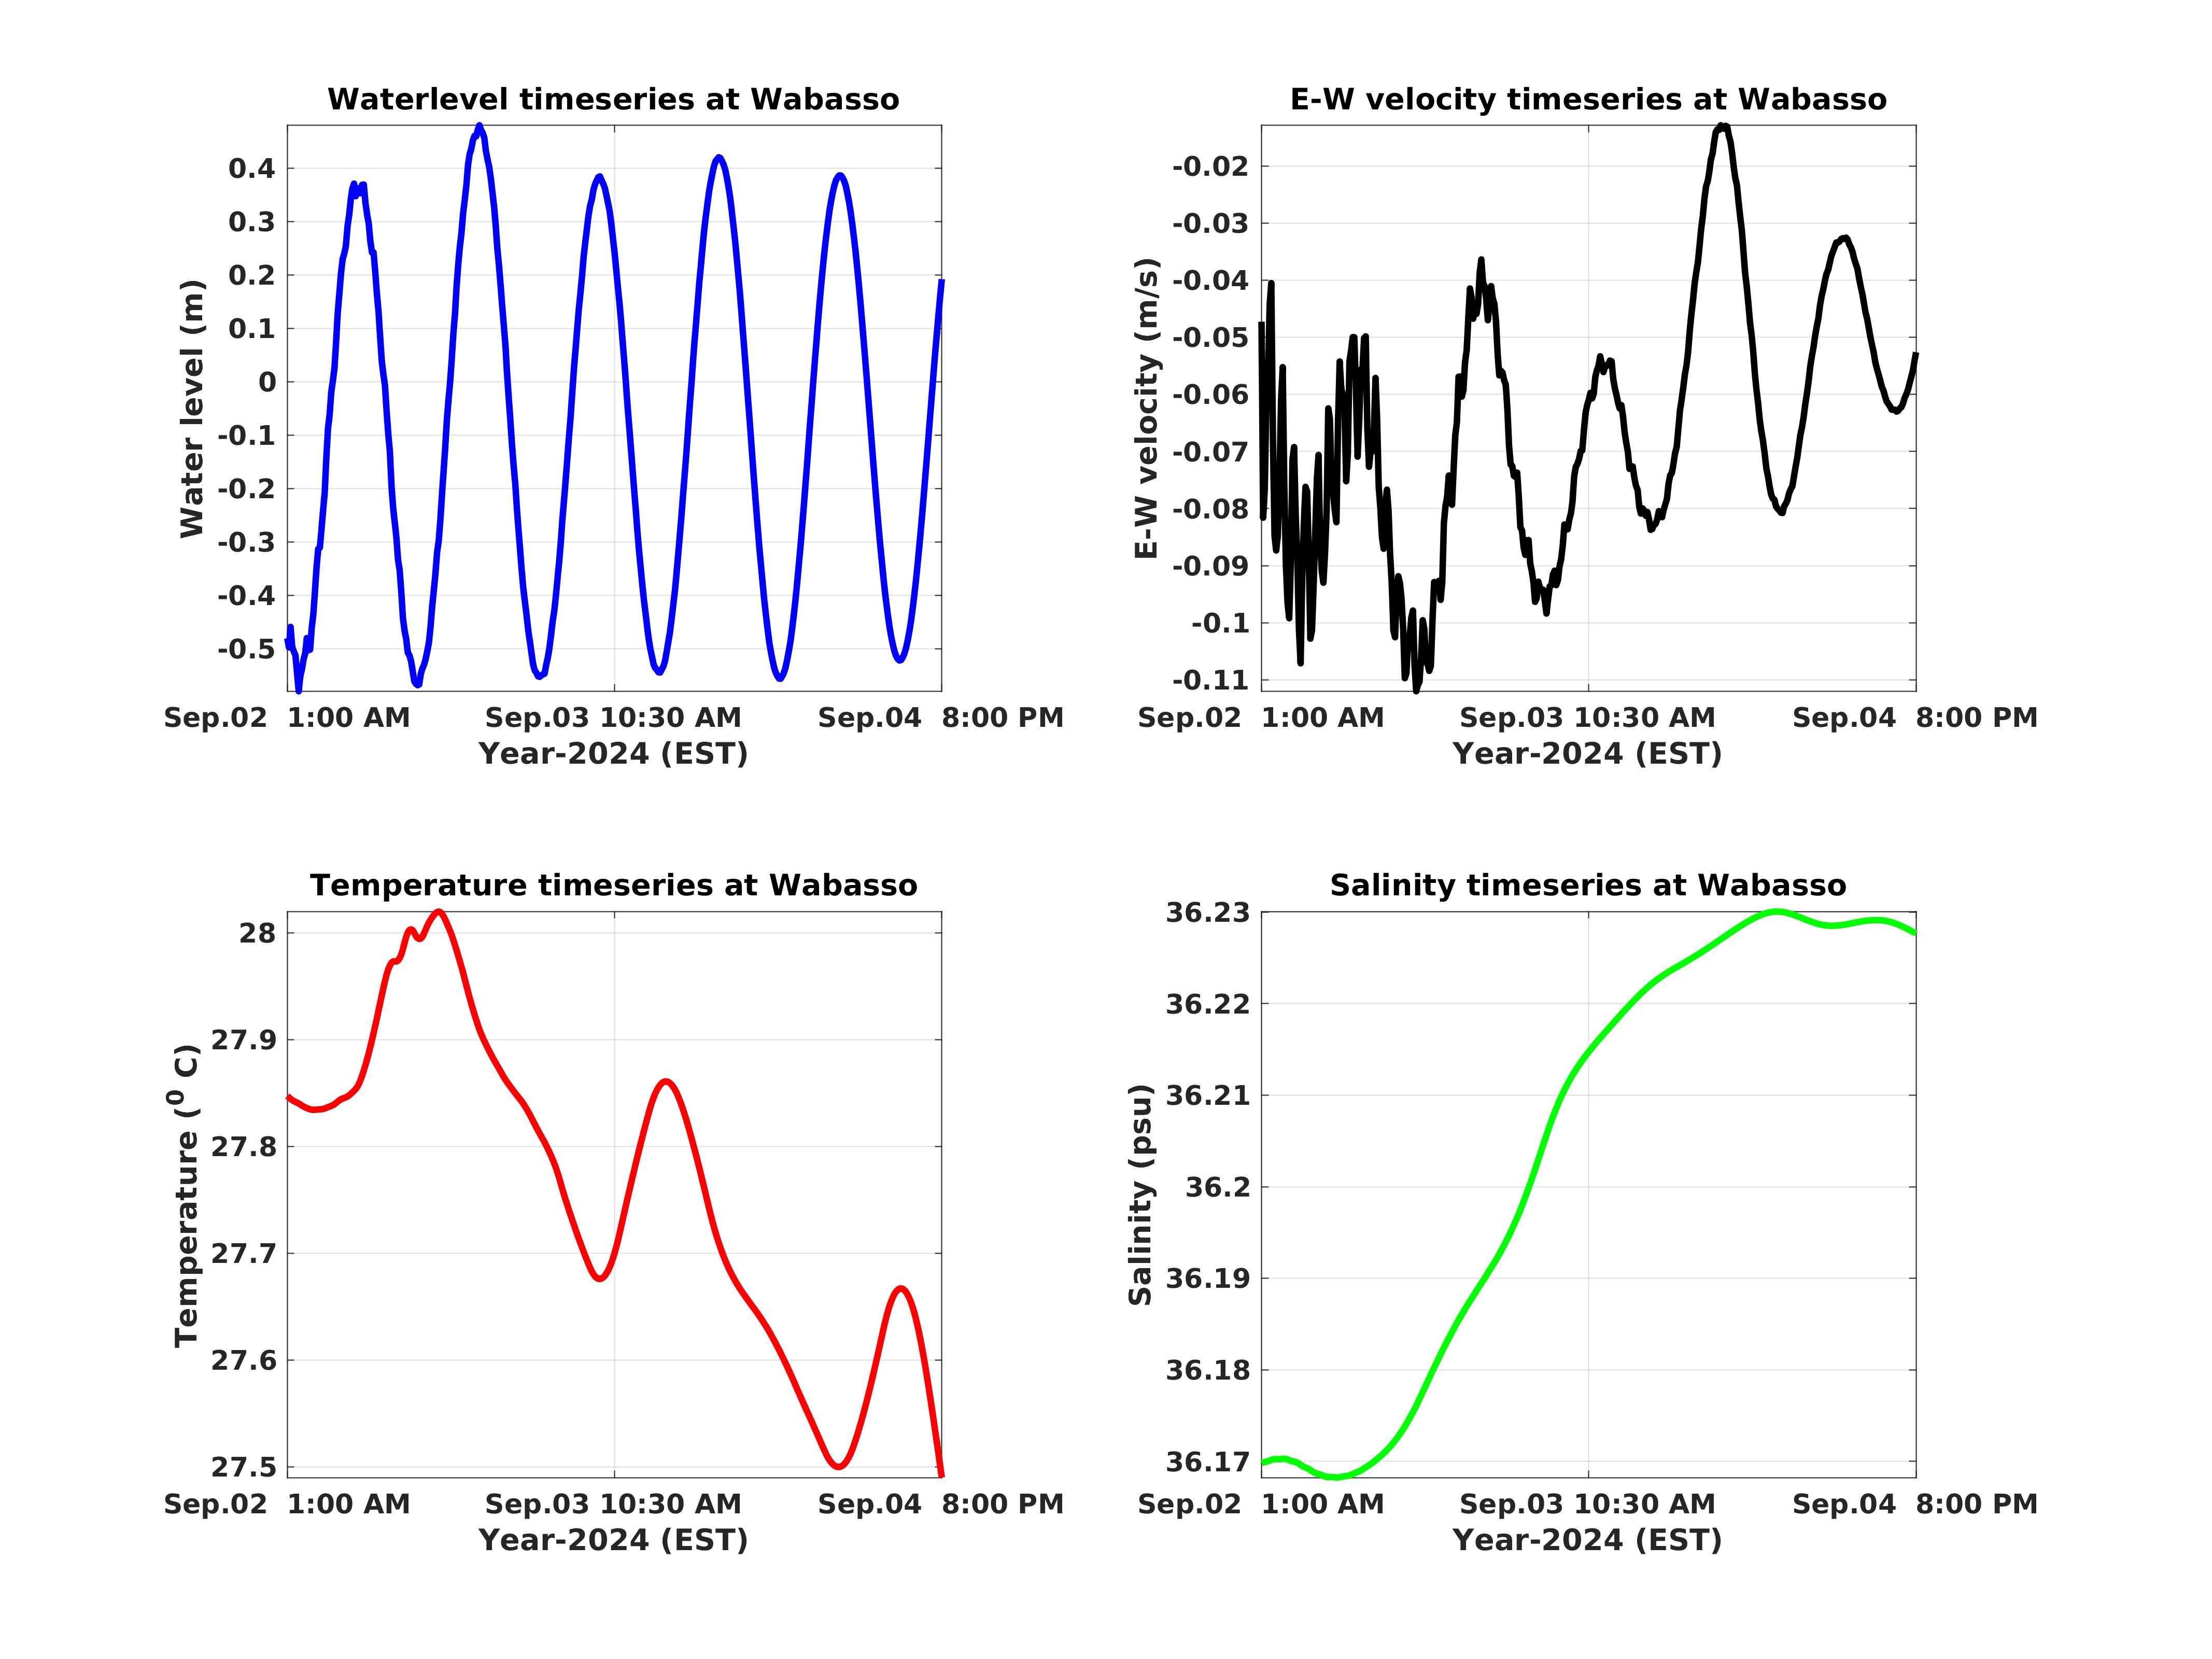 Waterlevel timeseries at Wabasso
0.4
0.3
0.2
0.1
0
-0.1
-0.2
-0.3
-0.4
-0.5
Water level (m)
Sep.02 1:00 AM
Sep.03 10:30 AM
Sep.04 8:00 PM
Year-2024 (EST)
E-W velocity timeseries at Wabasso
-0.02
-0.03
-0.04
-0.05
-0.06
-0.07
-0.08
-0.09
-0.1
-0.11
E-W velocity (m/s)
Sep.02 1:00 AM
Sep.03 10:30 AM
Sep.04 8:00 PM
Year-2024 (EST)
Temperature timeseries at Wabasso
28
27.9
27.8
27.7
27.6
27.5
Temperature (⁰ C)
Sep.02 1:00 AM
Sep.03 10:30 AM
Sep.04 8:00 PM
Year-2024 (EST)
Salinity timeseries at Wabasso
36.23
36.22
36.21
36.2
36.19
36.18
36.17
Salinity (psu)
Sep.02 1:00 AM
Sep.03 10:30 AM
Sep.04 8:00 PM
Year-2024 (EST)